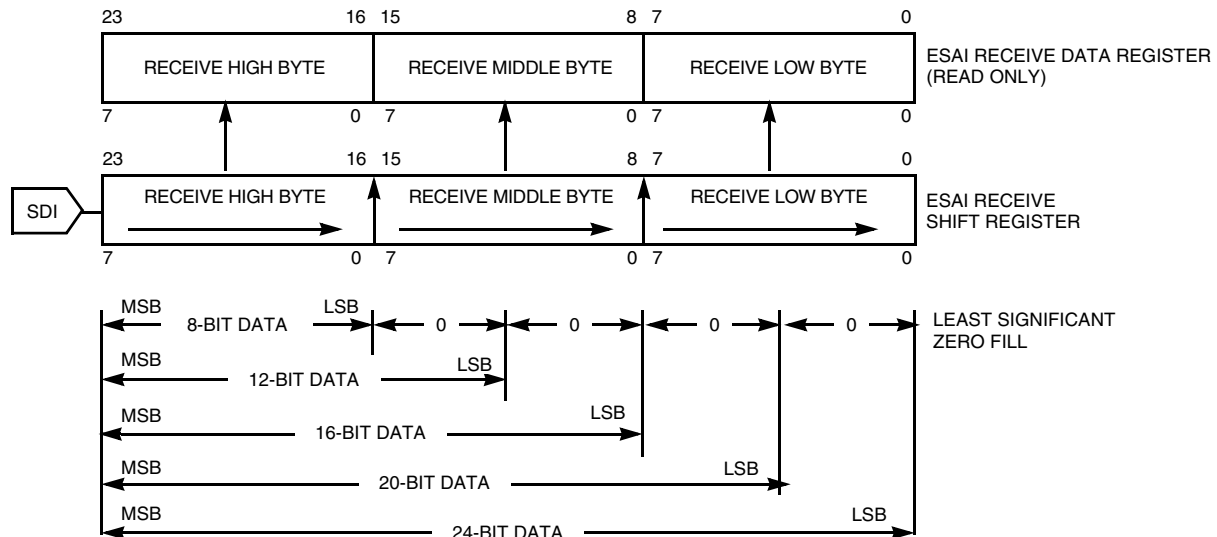 23 16 15 8 7 0
RECEIVE HIGH BYTE RECEIVE MIDDLE BYTE RECEIVE LOW BYTE
ESAI RECEIVE DATA REGISTER
(READ ONLY)
7 0 7 0 7 0
23 16 15 8 7 0
SDI
RECEIVE HIGH BYTE RECEIVE MIDDLE BYTE RECEIVE LOW BYTE
ESAI RECEIVE
SHIFT REGISTER
7 0 7 0 7 0
MSB LSB
8-BIT DATA 0 0 0 0
LEAST SIGNIFICANT
ZERO FILL
MSB LSB
12-BIT DATA
MSB LSB
16-BIT DATA
MSB LSB
20-BIT DATA
MSB LSB
24-BIT DATA